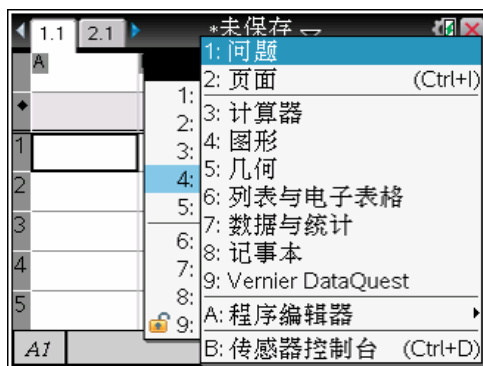 1.1 2.1 *未保存
1: 问题
2: 页面 (Ctrl+I)
3: 计算器
4: 图形
5: 几何
6: 列表与电子表格
7: 数据与统计
8: 记事本
9: Vernier DataQuest
A: 程序编辑器
B: 传感器控制台 (Ctrl+D)
1:
2:
3:
4:
5:
6:
7:
8:
9:
A
◆
1
2
3
4
5
A1